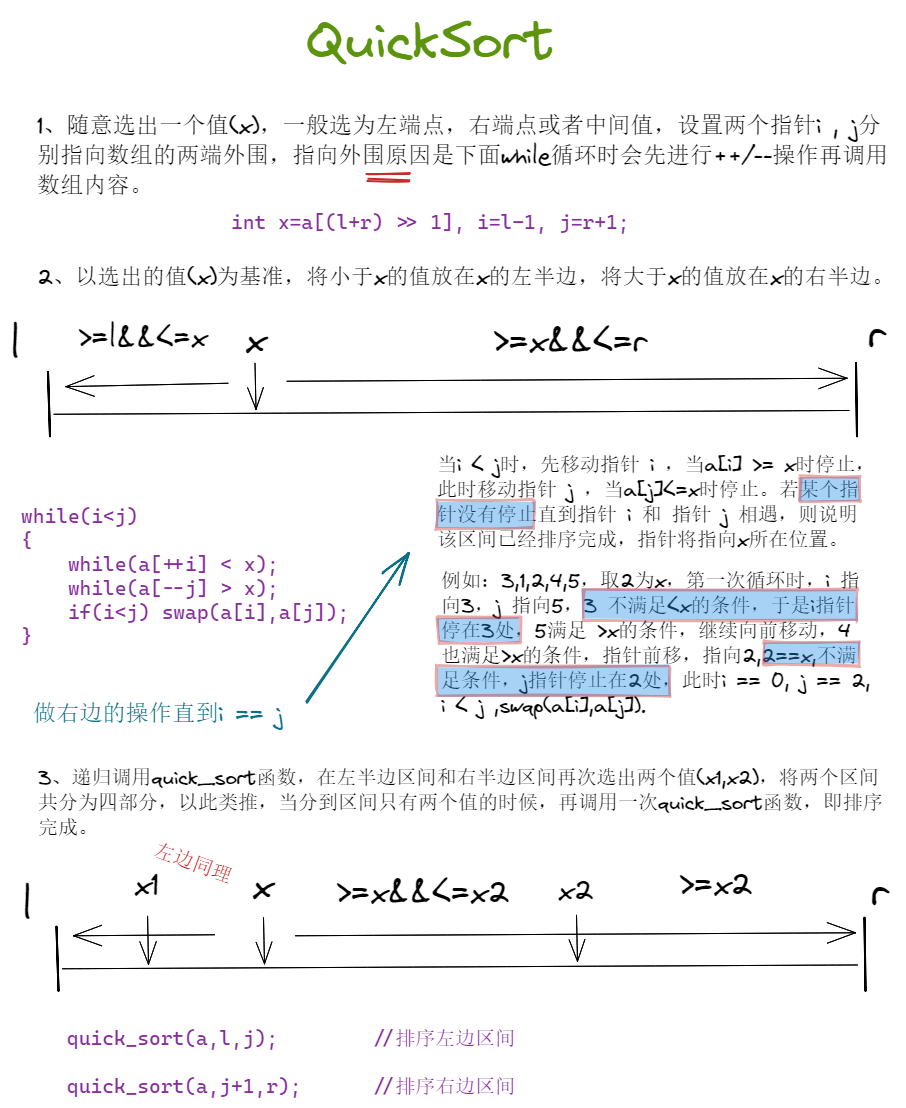 QuickSort
1、随意选出一个值(x)，一般选为左端点，右端点或者中间值，设置两个指针i , j分
别指向数组的两端外围，指向外围原因是下面while循环时会先进行++/--操作再调用
数组内容。
int x=a[(l+r) >> 1], i=l-1, j=r+1;
2、以选出的值(x)为基准，将小于x的值放在x的左半边，将大于x的值放在x的右半边。
l >=l&&<=x x >=x&&<=r r
当i < j时，先移动指针 i ，当a[i] >= x时停止，
此时移动指针 j ，当a[j]<=x时停止。若某个指
针没有停止直到指针 i 和 指针 j 相遇，则说明
该区间已经排序完成，指针将指向x所在位置。
例如：3,1,2,4,5，取2为x，第一次循环时，i 指
向3，j 指向5，3 不满足<x的条件，于是i指针
停在3处，5满足 >x的条件，继续向前移动，4
也满足>x的条件，指针前移，指向2,2==x,不满
足条件，j指针停止在2处，此时i == 0, j == 2,
i < j ,swap(a[i],a[j]).
while(i<j)
{
while(a[++i] < x);
while(a[--j] > x);
if(i<j) swap(a[i],a[j]);
}
做右边的操作直到i == j
3、递归调用quick_sort函数，在左半边区间和右半边区间再次选出两个值(x1,x2)，将两个区间
共分为四部分，以此类推，当分到区间只有两个值的时候，再调用一次quick_sort函数，即排序
完成。
左边同理
l x1 x >=x&&<=x2 x2 >=x2 r
quick_sort(a,l,j); //排序左边区间
quick_sort(a,j+1,r); //排序右边区间